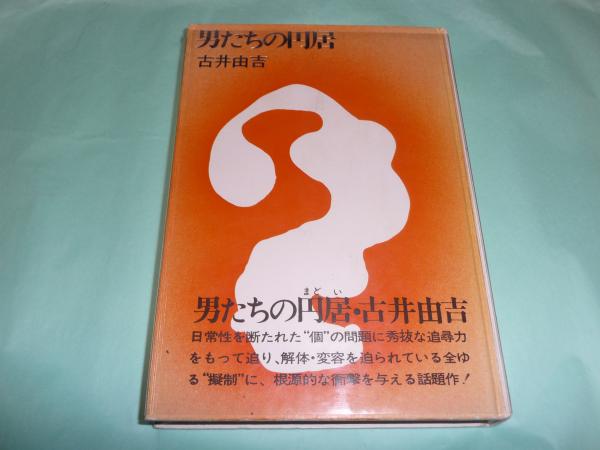 男たちの円居
古井由吉
まどい
男たちの円居・古井由吉
日常性を断たれた“個”の問題に秀抜な追尋力
をもって迫り、解体・変容を迫られている全ゆ
る“擬制”に、根源的な衝撃を与える話題作！